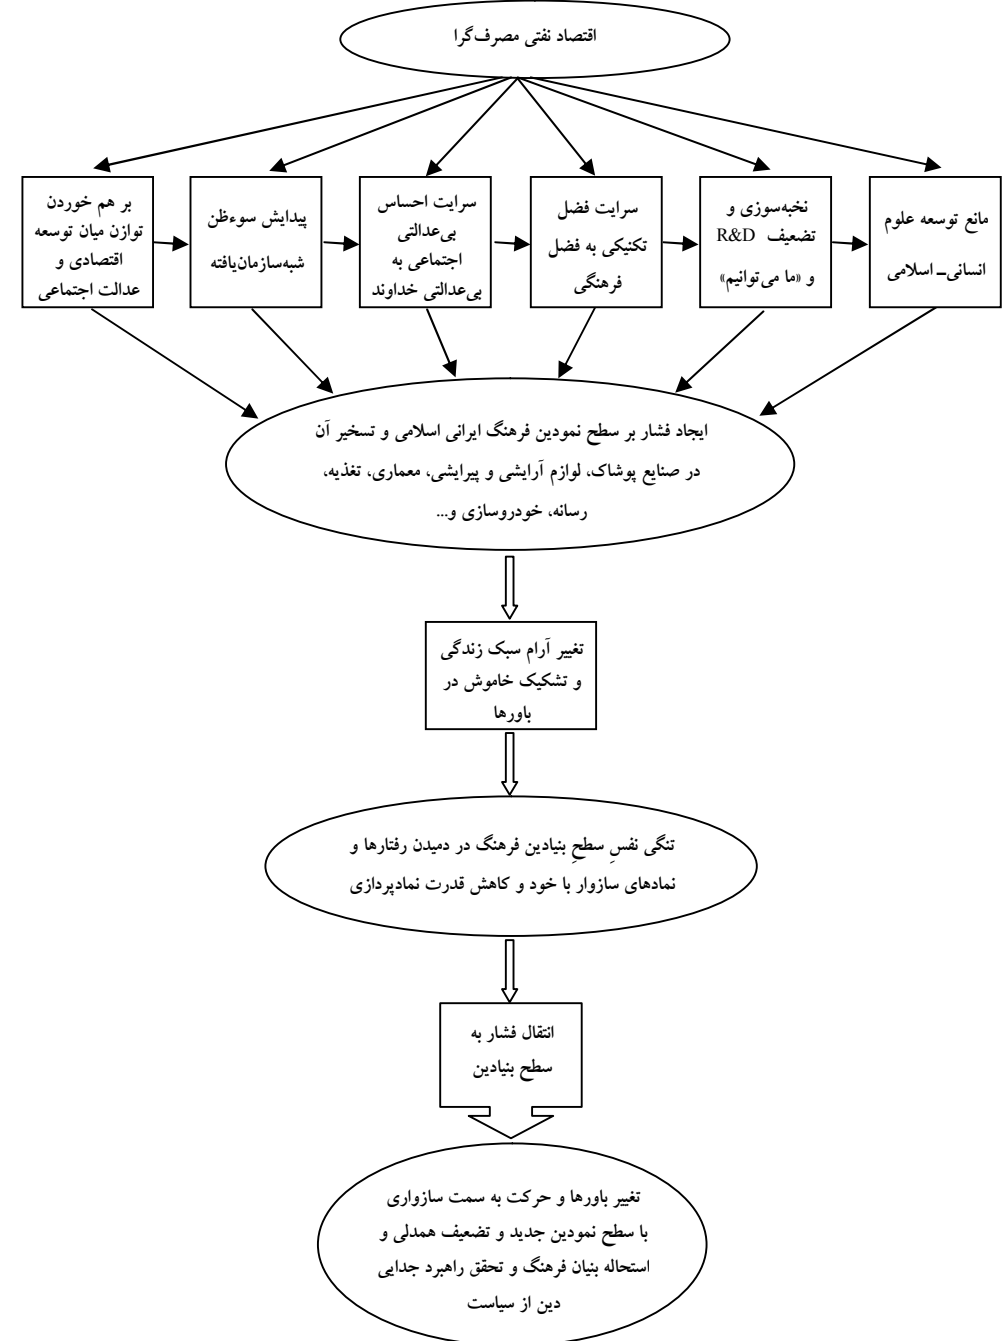 اقتصاد نفتی مصرف‌گرا
بر هم خوردن
توازن میان توسعه
اقتصادی و
عدالت اجتماعی
پیدایش سوءظن
شبه‌سازمان‌یافته
سرایت احساس
بی‌عدالتی
اجتماعی به
بی‌عدالتی خداوند
سرایت فضل
تکنیکی به فضل
فرهنگی
نخبه‌سوزی و
تضعیف R&D
و «ما می‌توانیم»
مانع توسعه علوم
انسانی‌ـ اسلامی
ایجاد فشار بر سطح نمودین فرهنگ ایرانی اسلامی و تسخیر آن
در صنایع پوشاک، لوازم آرایشی و پیرایشی، معماری، تغذیه،
رسانه، خودروسازی و...
تغییر آرام سبک زندگی
و تشکیک خاموش در
باورها
تنگی نفسِ سطحِ بنیادین فرهنگ در دمیدن رفتارها و
نمادهای سازوار با خود و کاهش قدرت نمادپردازی
انتقال فشار به
سطح بنیادین
تغییر باورها و حرکت به سمت سازواری
با سطح نمودین جدید و تضعیف همدلی و
استحاله بنیان فرهنگ و تحقق راهبرد جدایی
دین از سیاست